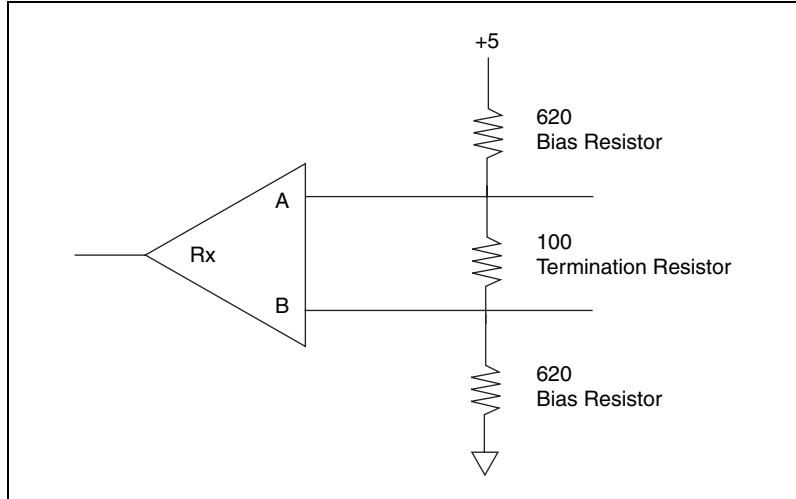 +5
620
Bias Resistor
A
100
Rx
Termination Resistor
B
620
Bias Resistor